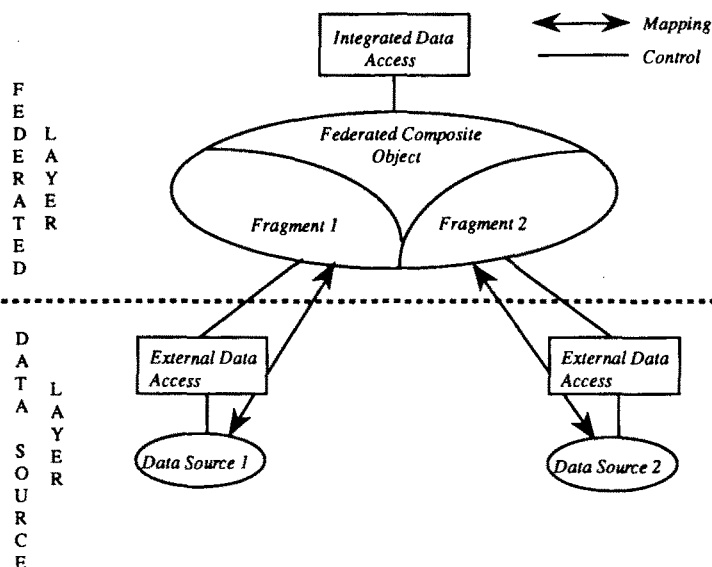 Integrated Data
Access
Mapping
Control
FEDERATED
LAYER
Federated Composite
Object
Fragment 1
Fragment 2
DATA SOURCE
LAYER
External Data
Access
External Data
Access
Data Source 1
Data Source 2